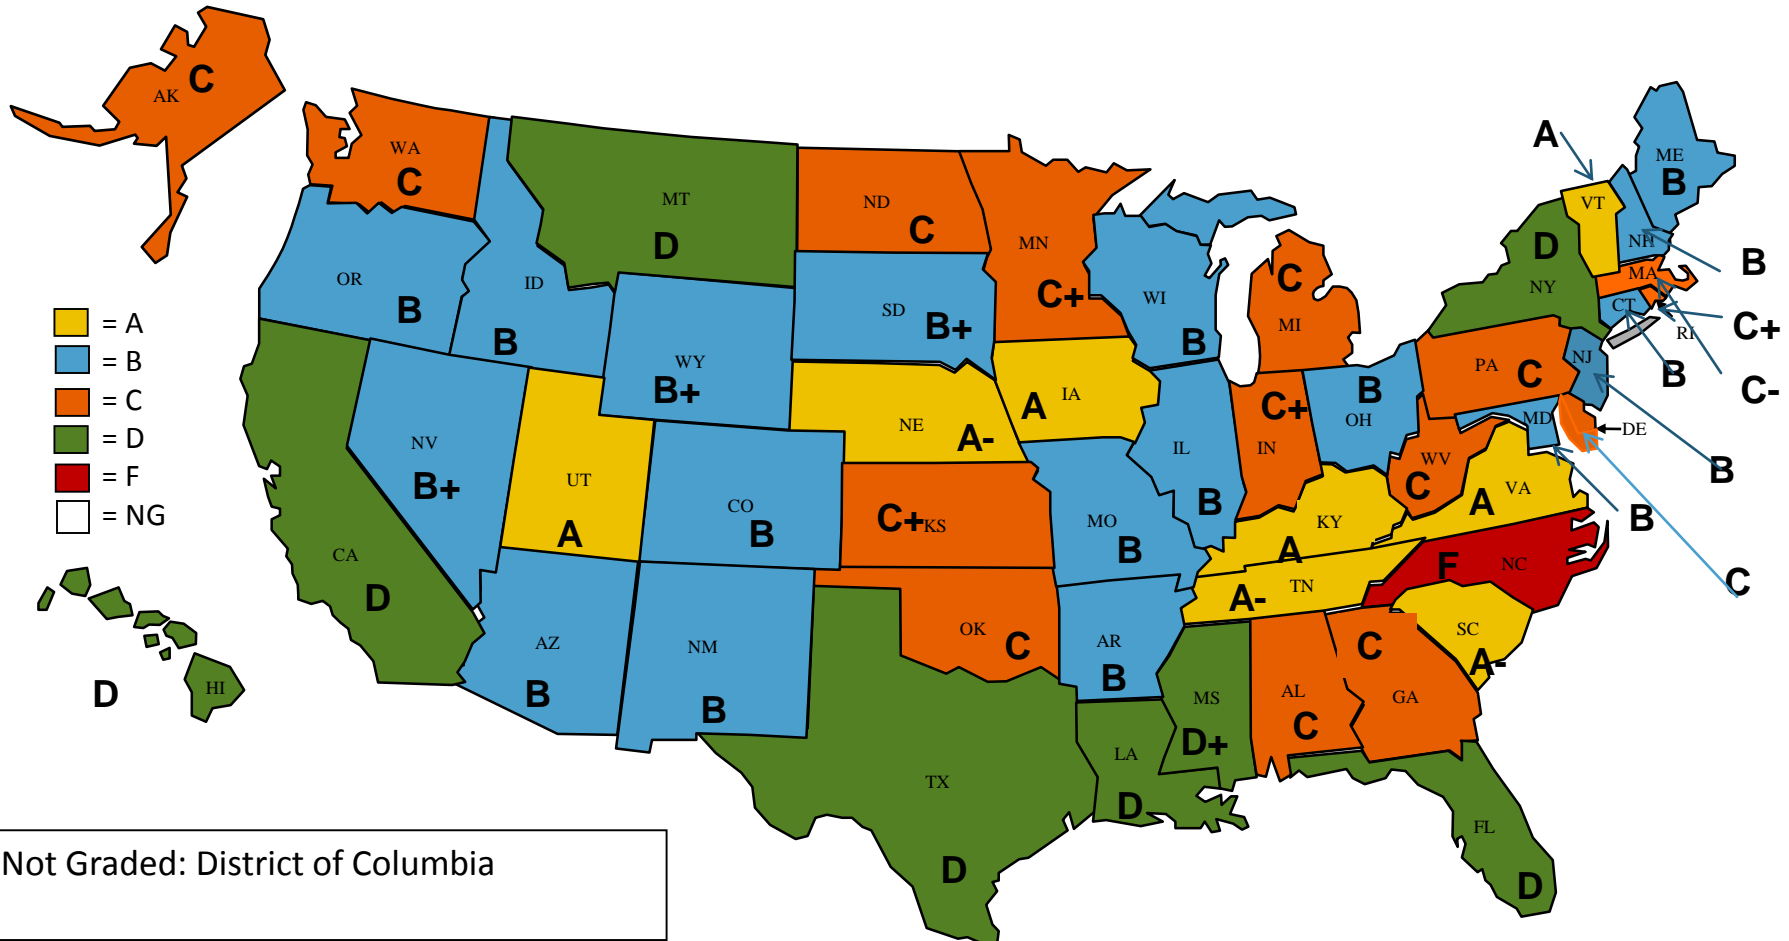 AK C
WA C
MT D
ND C
MN C+
OR B
ID B
WY B+
SD B+
WI B
MI C
A VT
ME B
NH B
D NY
MA
C+
CT
RI
B
C-
= A
= B
= C
= D
= F
= NG
NV B+
UT A
CO B
NE A-
IA A
KS C+
MO B
IL B
IN C+
OH B
PA C
NJ B
MD B
DE C
WV C
VA A
KY A
TN A-
NC F
SC A-
CA D
AZ B
NM B
OK C
AR B
TX D
LA D
MS D+
AL C
GA C
FL D
HI D
Not Graded: District of Columbia